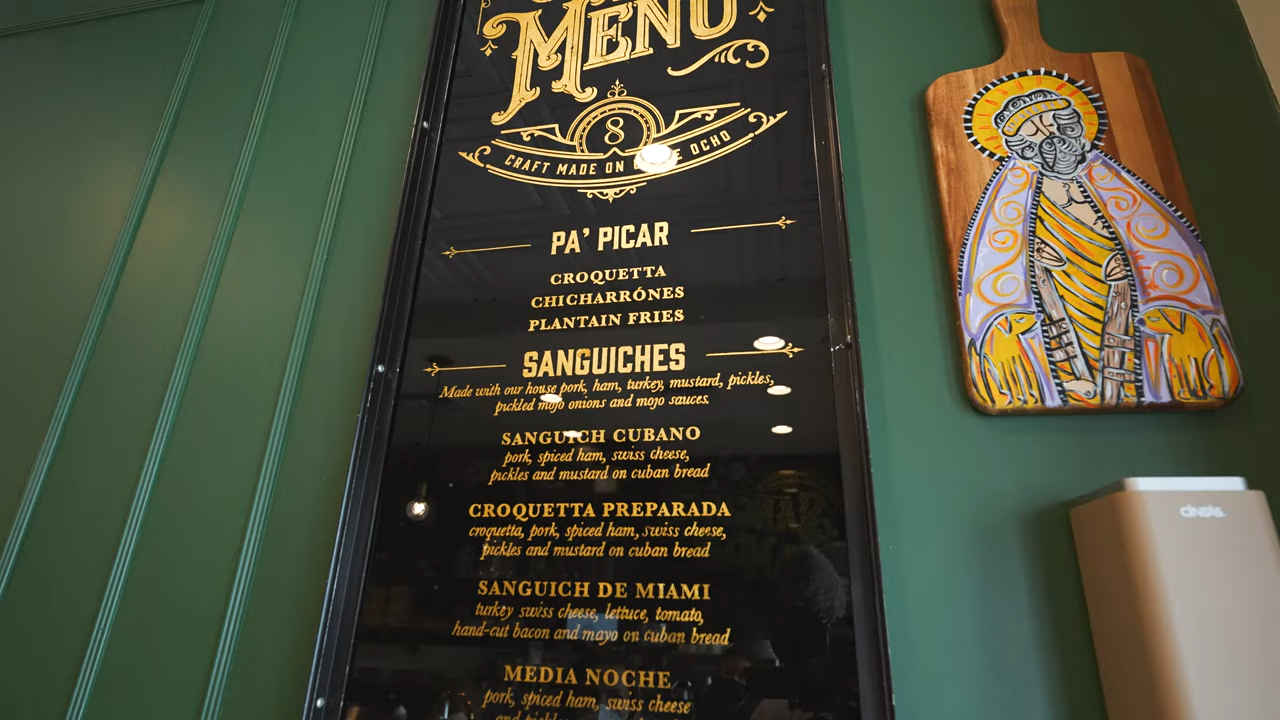 MENU
8
CRAFT MADE ON OCHO
PA' PICAR
CROQUETTA
CHICHARRÓNES
PLANTAIN FRIES
SANGUICHES
Made with our house pork, ham, turkey, mustard, pickles,
pickled mojo onions and mojo sauces.
SANGUICH CUBANO
pork, spiced ham, swiss cheese,
pickles and mustard on cuban bread
CROQUETTA PREPARADA
croquetta, pork, spiced ham, swiss cheese,
pickles and mustard on cuban bread
SANGUICH DE MIAMI
turkey swiss cheese, lettuce, tomato,
hand-cut bacon and mayo on cuban bread
MEDIA NOCHE
pork, spiced ham, swiss cheese
and